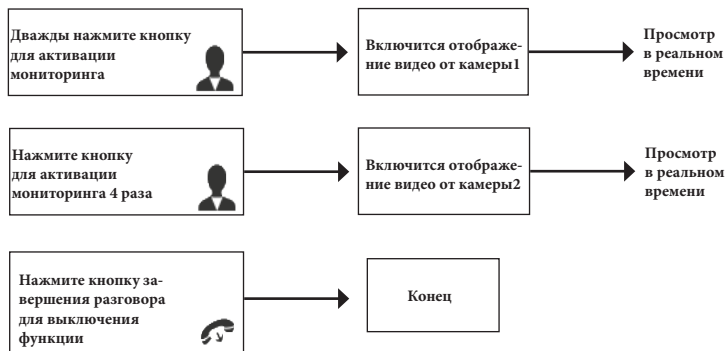 Дважды нажмите кнопку
для активации
мониторинга
Включится отображе-
ние видео от камеры1
Просмотр
в реальном
времени
Нажмите кнопку
для активации
мониторинга 4 раза
Включится отображе-
ние видео от камеры2
Просмотр
в реальном
времени
Нажмите кнопку за-
вершения разговора
для выключения
функции
Конец